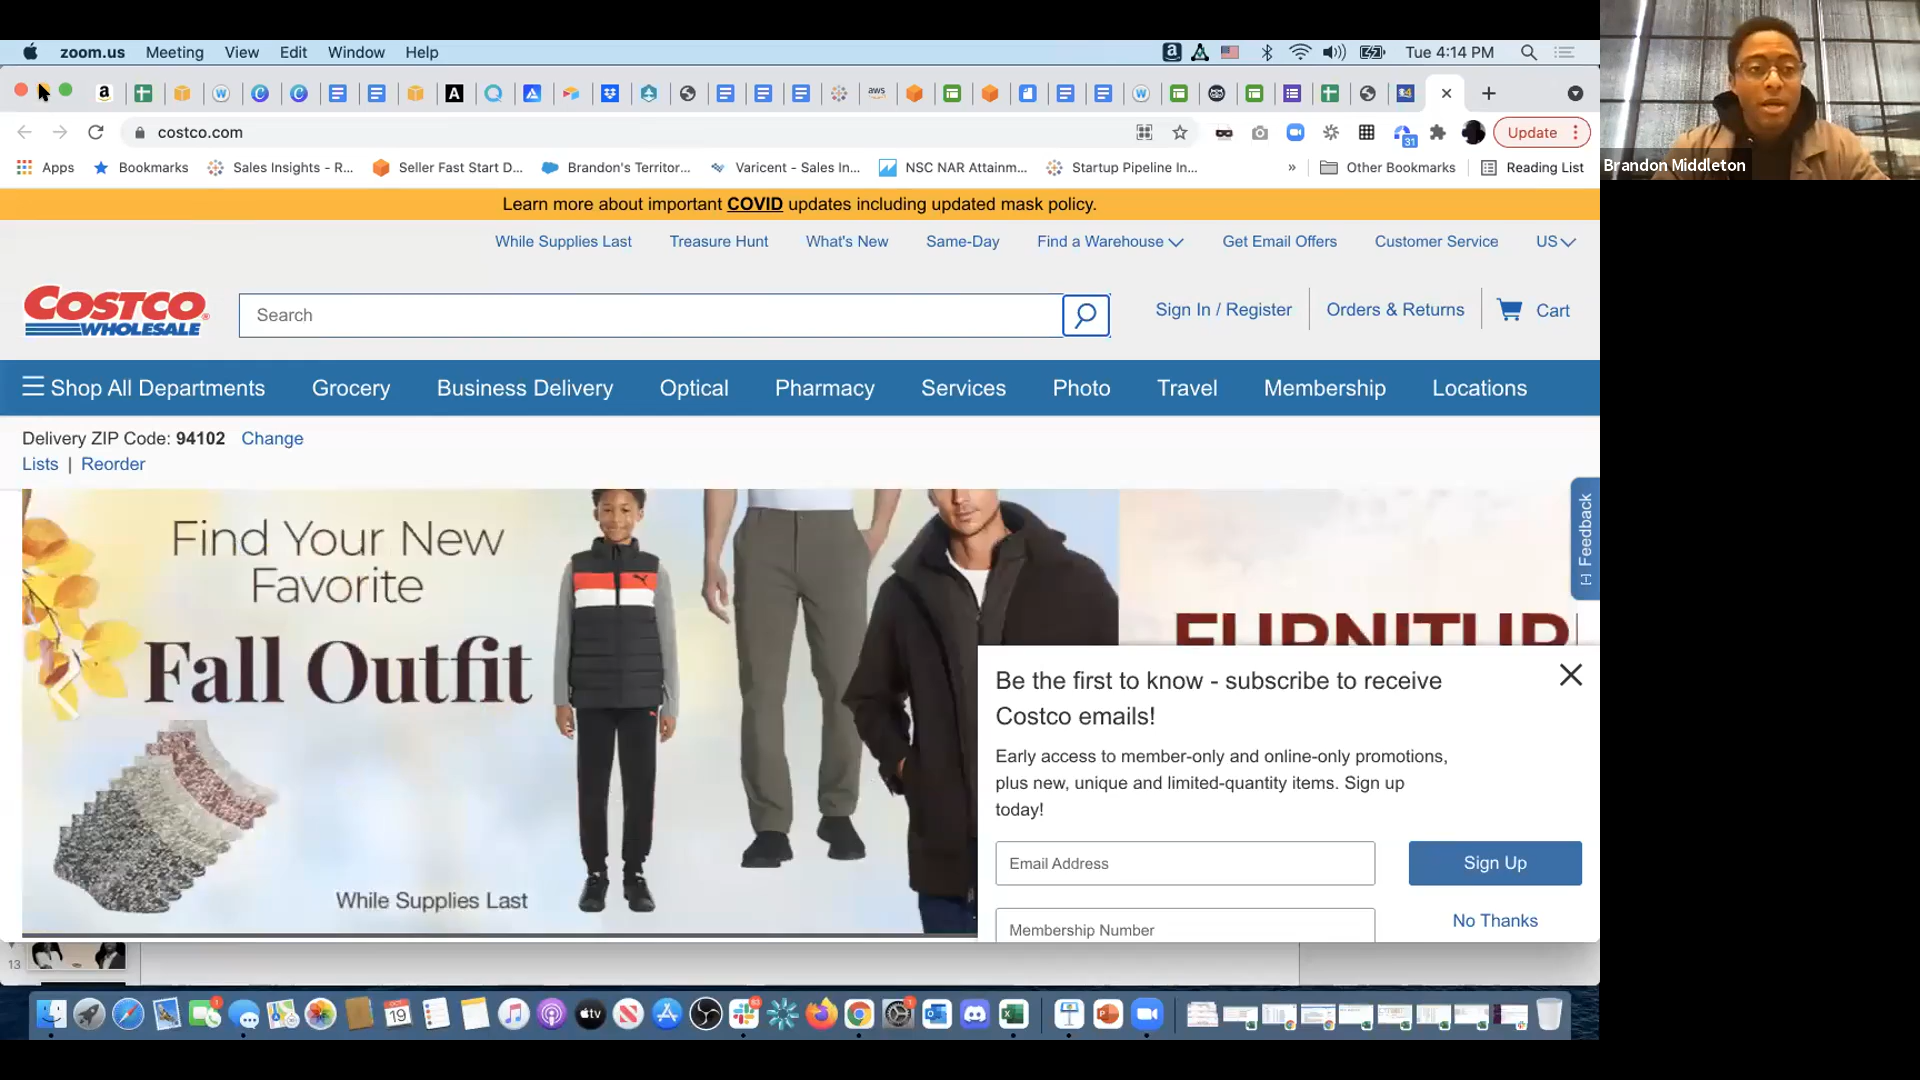 zoom.us Meeting View Edit Window Help
Tue 4:14 PM
costco.com
Update
Apps Bookmarks Sales Insights - R... Seller Fast Start D... Brandon's Territor... Varicent - Sales In... NSC NAR Attainm... Startup Pipeline In... » Other Bookmarks Reading List
Brandon Middleton
Learn more about important COVID updates including updated mask policy.
While Supplies Last Treasure Hunt What's New Same-Day Find a Warehouse Get Email Offers Customer Service US
COSTCO
WHOLESALE
Search
Sign In / Register
Orders & Returns
Cart
Shop All Departments Grocery Business Delivery Optical Pharmacy Services Photo Travel Membership Locations
Delivery ZIP Code: 94102 Change
Lists | Reorder
[-] Feedback
Find Your New
Favorite
Fall Outfit
While Supplies Last
FURNITUR
Be the first to know - subscribe to receive
Costco emails!
Early access to member-only and online-only promotions,
plus new, unique and limited-quantity items. Sign up
today!
Email Address
Sign Up
Membership Number
No Thanks
13
OCT
19
tv